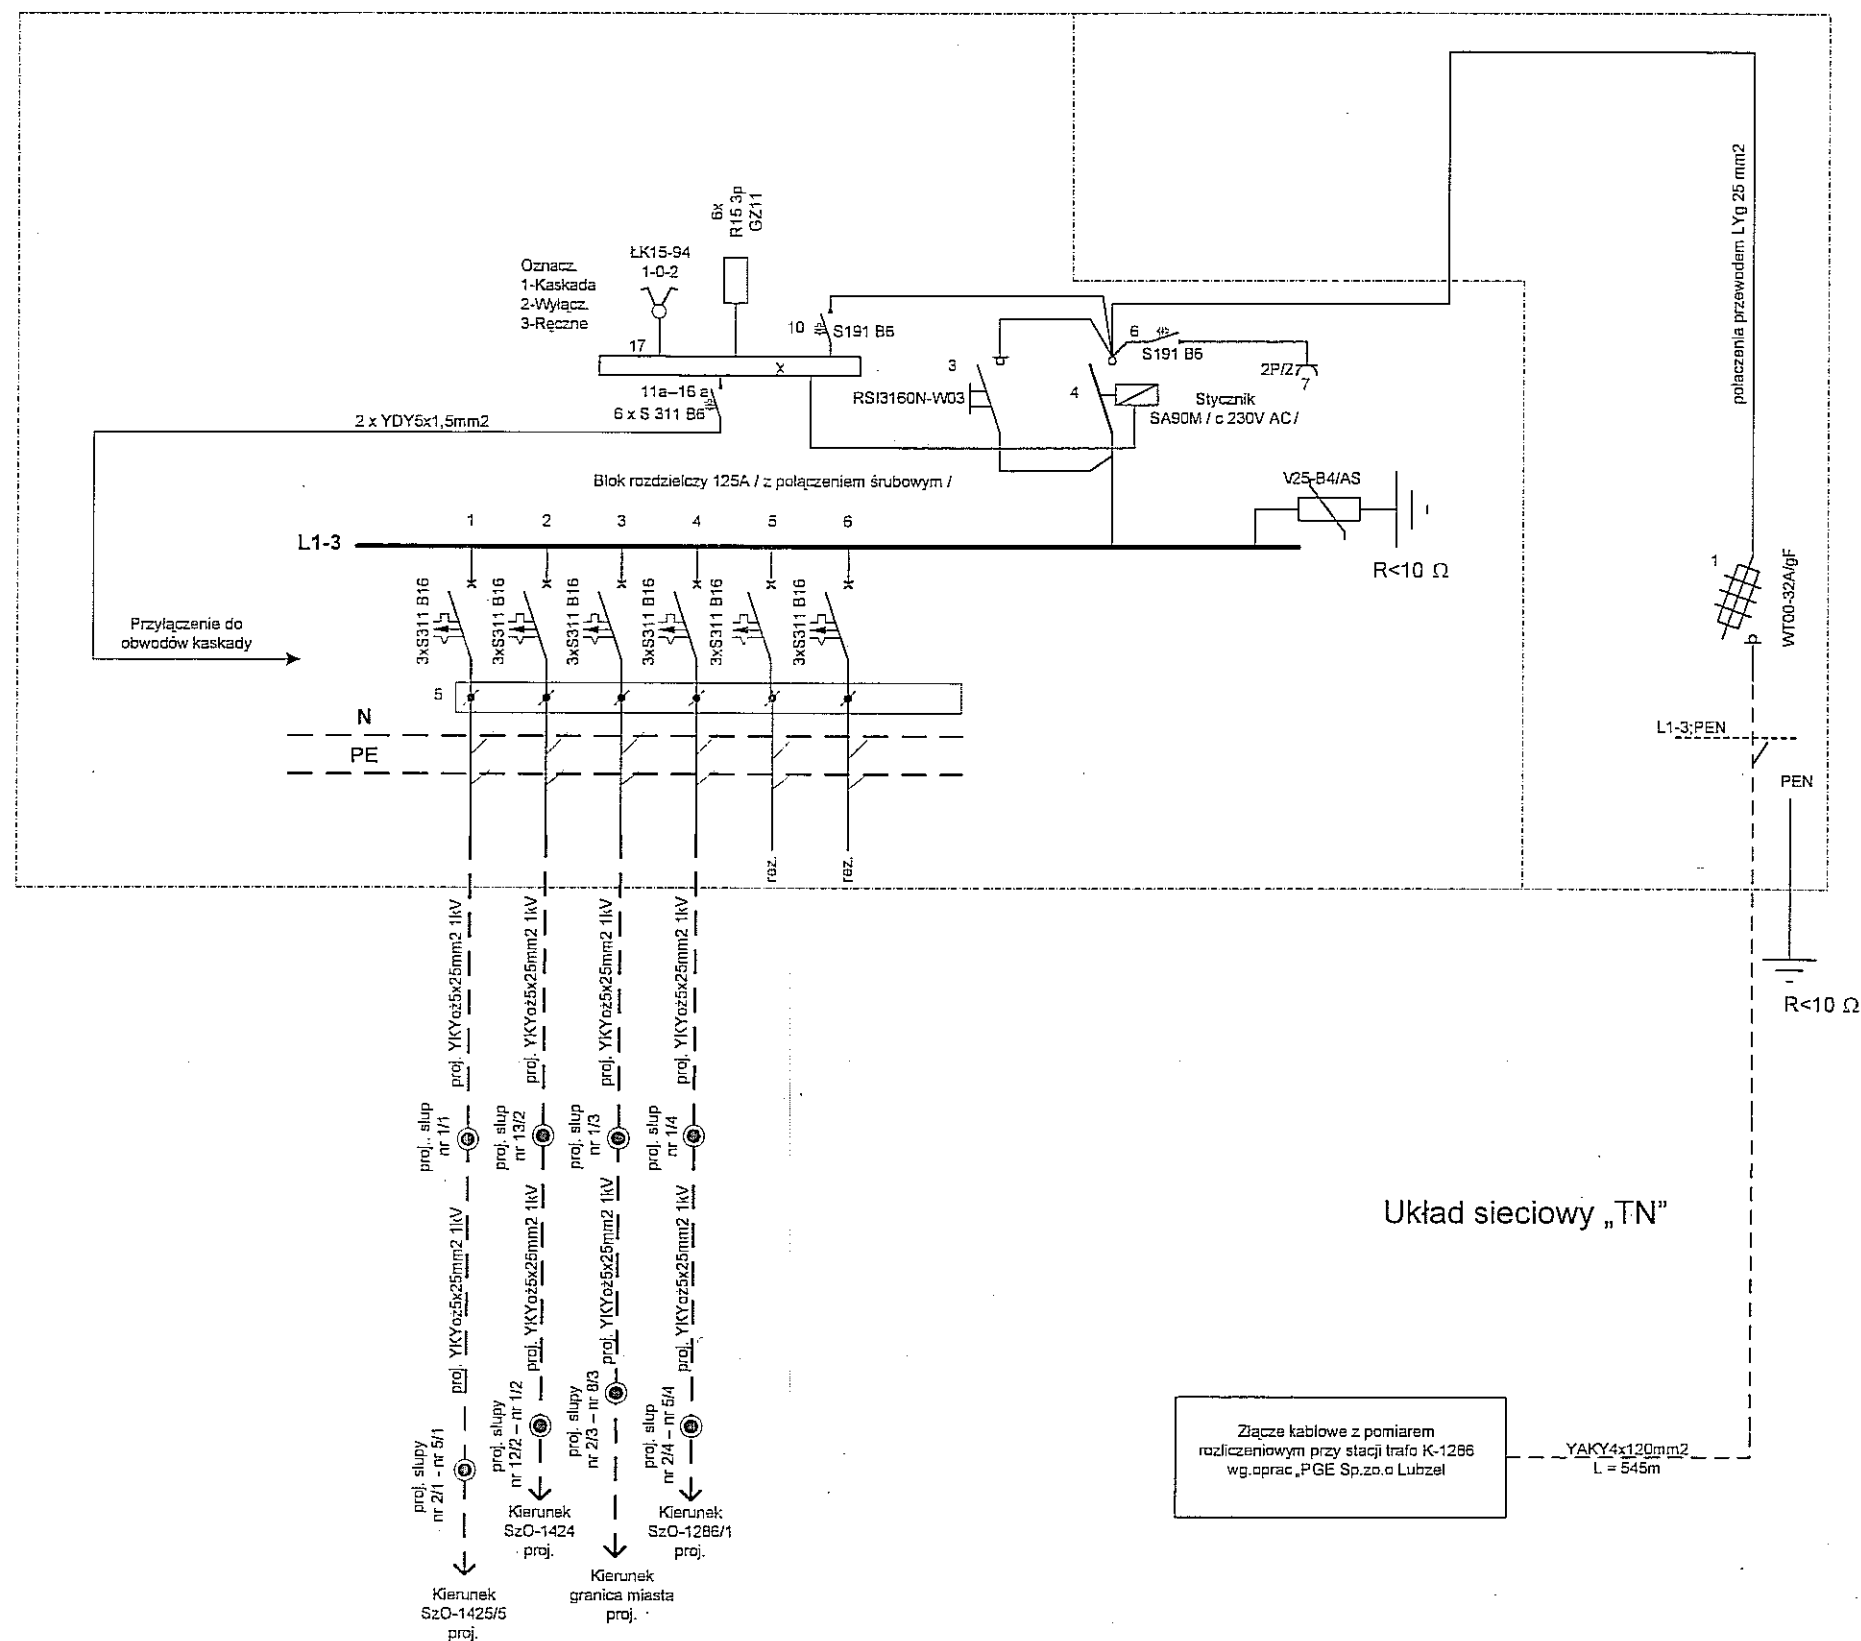 połączenia przewodem LYg 25 mm2
6x
R15 3p
GZ11
ŁK15-94
1-0-2
Oznacz.
1-Kaskada
2-Wyłącz.
3-Ręczne
17
10
S191 B6
X
11a–16 a
6 x S 311 B6
2 x YDY5x1,5mm2
3
RSI3160N-W03
4
6
S191 B6
2P/Z
7
Stycznik
SA90M / c 230V AC /
Blok rozdzielczy 125A / z połączeniem śrubowym /
V25-B4/AS
R<10 Ω
1
2
3
4
5
6
L1-3
3xS311 B16
3xS311 B16
3xS311 B16
3xS311 B16
3xS311 B16
3xS311 B16
Przyłączenie do
obwodów kaskady
5
N
PE
rez.
rez.
1
WT00-32A/gF
L1-3;PEN
PEN
R<10 Ω
proj. YKYoż5x25mm2 1kV
proj. YKYoż5x25mm2 1kV
proj. YKYoż5x25mm2 1kV
proj. YKYoż5x25mm2 1kV
proj.. słup
nr 1/1
proj. słup
nr 13/2
proj. słup
nr 1/3
proj. słup
nr 1/4
proj. YKYoż5x25mm2 1kV
proj. YKYoż5x25mm2 1kV
proj. YKYoż5x25mm2 1kV
proj. YKYoż5x25mm2 1kV
proj. słupy
nr 2/1 - nr 5/1
proj. słupy
nr 12/2 – nr 1/2
proj. słupy
nr 2/3 – nr 8/3
proj. słup
nr 2/4 – nr 5/4
Kierunek
SzO-1425/5
proj.
Kierunek
SzO-1424
proj.
Kierunek
granica miasta
proj.
Kierunek
SzO-1286/1
proj.
Układ sieciowy „TN”
Złącze kablowe z pomiarem
rozliczeniowym przy stacji trafo K-1286
wg.oprac „PGE Sp.zo.o Lubzel
YAKY4x120mm2
L = 545m